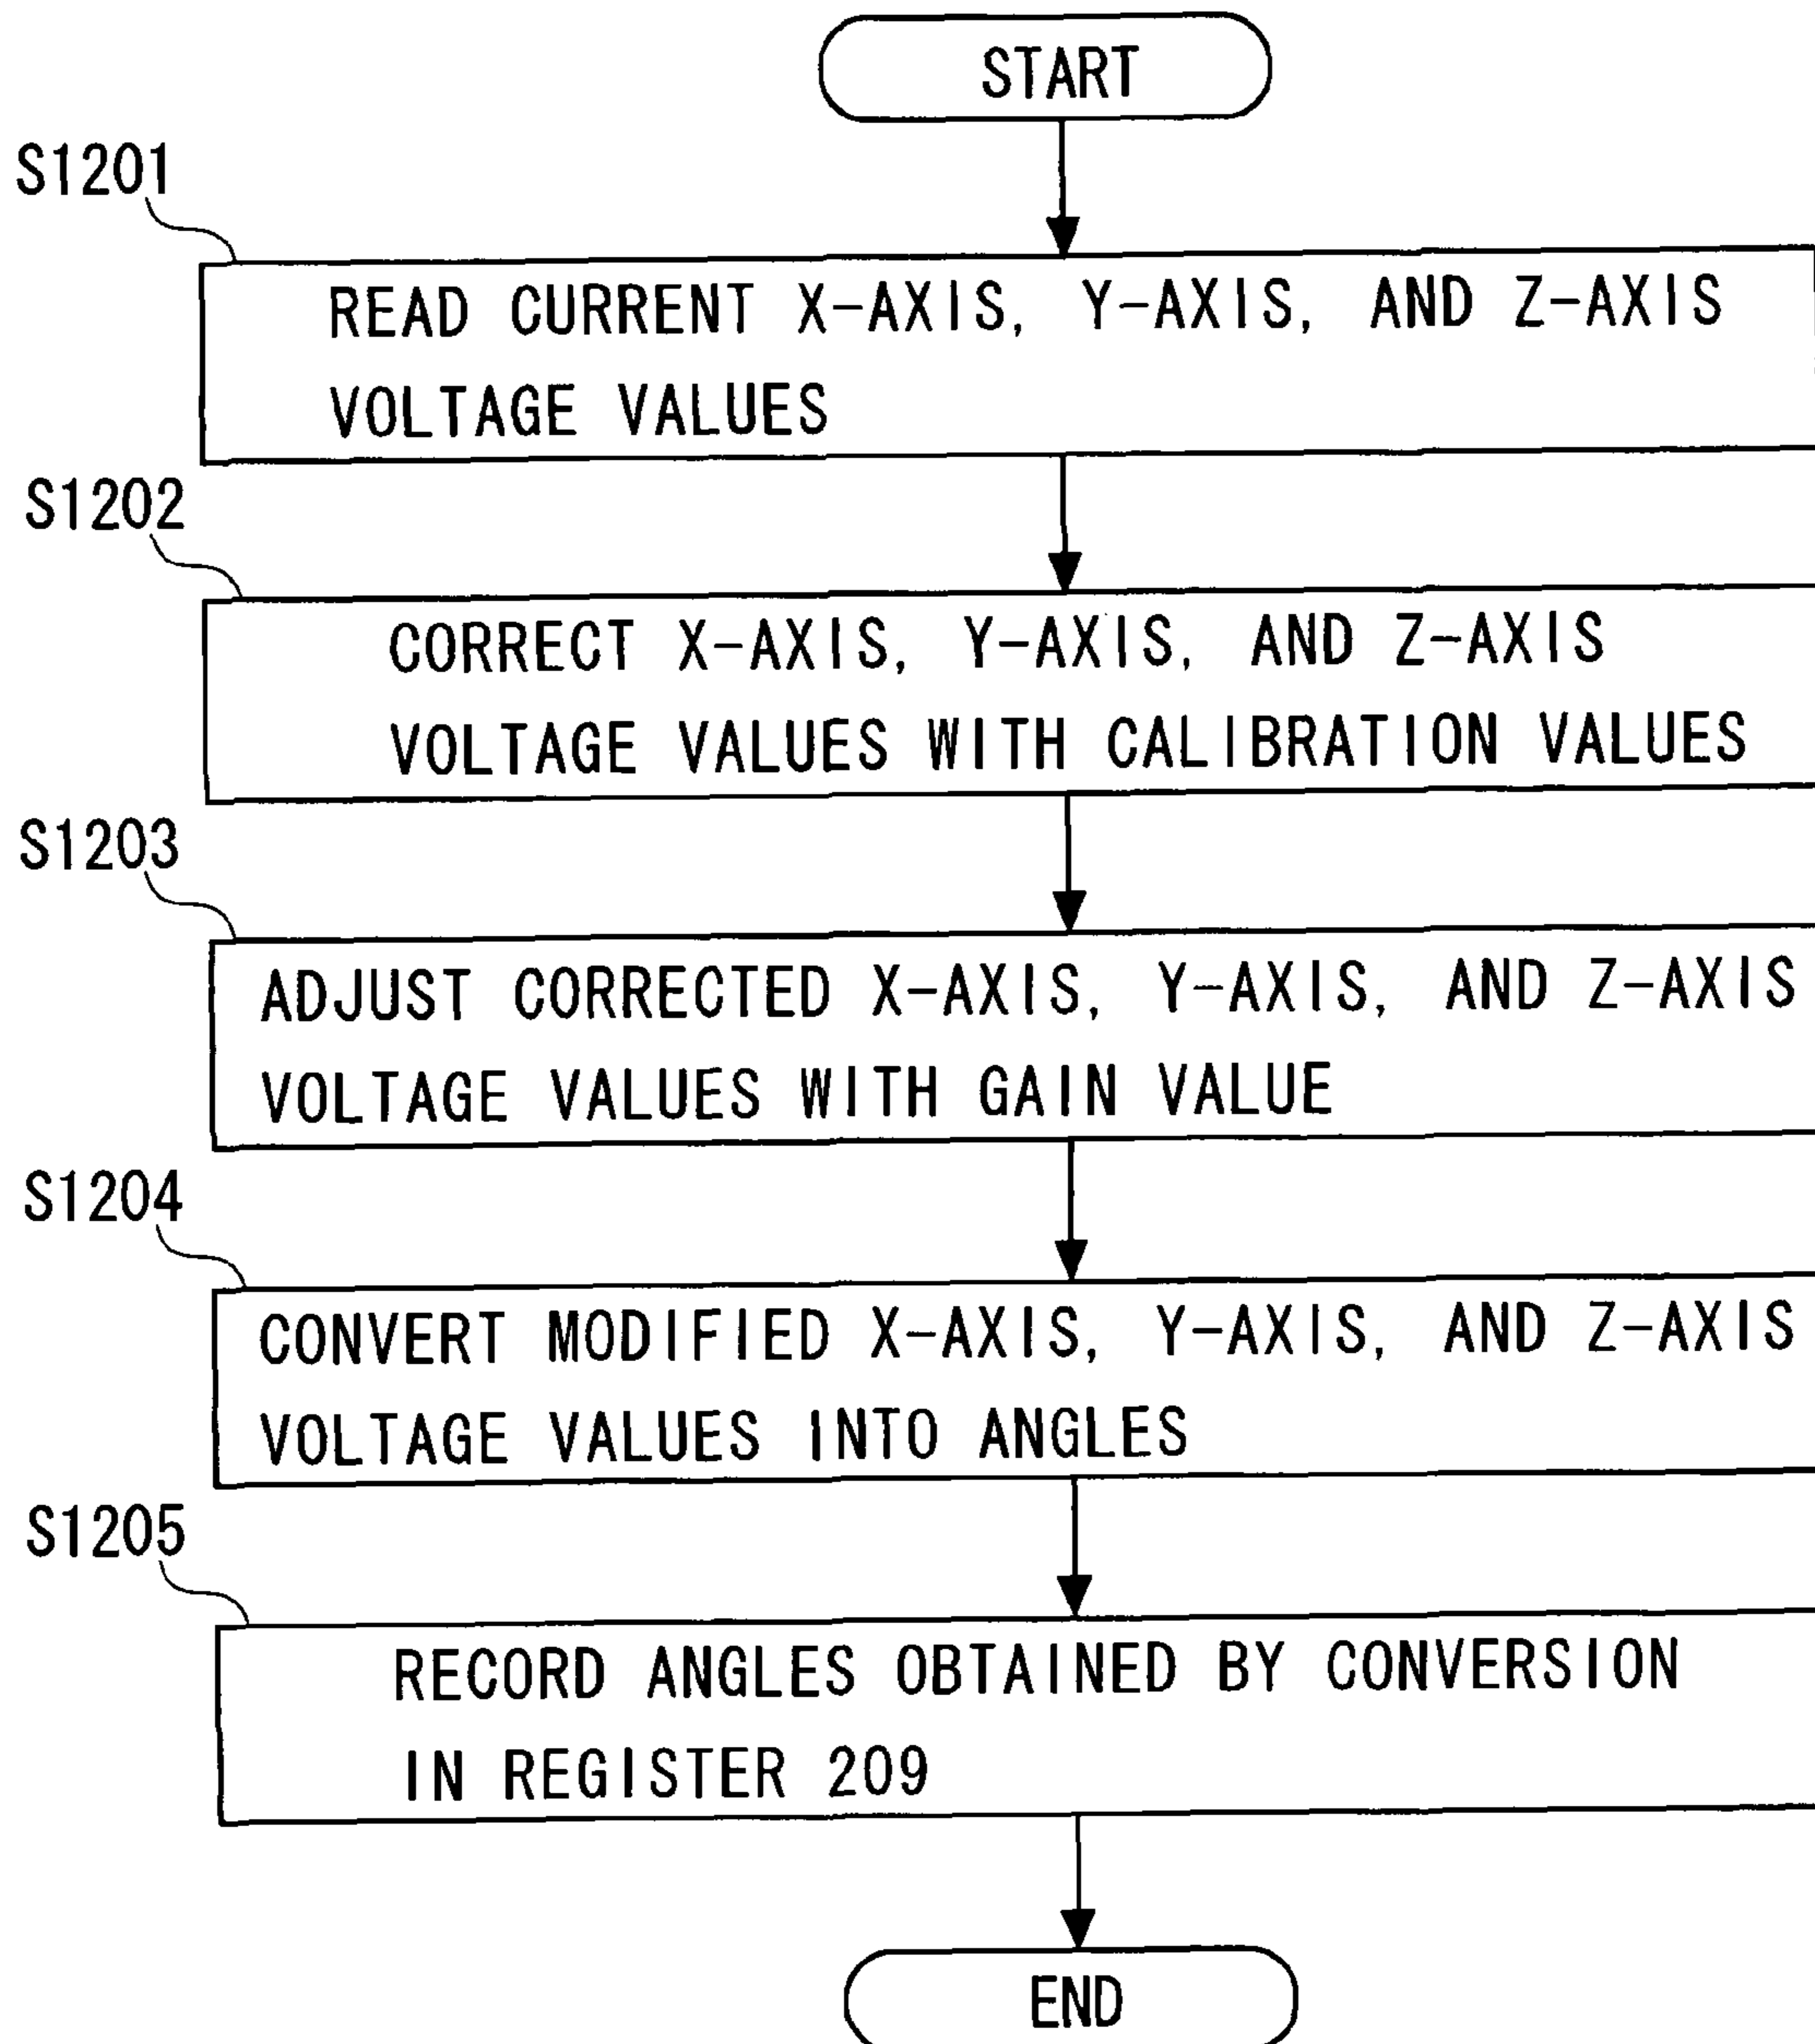 START
S1201
READ CURRENT X-AXIS, Y-AXIS, AND Z-AXIS
VOLTAGE VALUES
S1202
CORRECT X-AXIS, Y-AXIS, AND Z-AXIS
VOLTAGE VALUES WITH CALIBRATION VALUES
S1203
ADJUST CORRECTED X-AXIS, Y-AXIS, AND Z-AXIS
VOLTAGE VALUES WITH GAIN VALUE
S1204
CONVERT MODIFIED X-AXIS, Y-AXIS, AND Z-AXIS
VOLTAGE VALUES INTO ANGLES
S1205
RECORD ANGLES OBTAINED BY CONVERSION
IN REGISTER 209
END